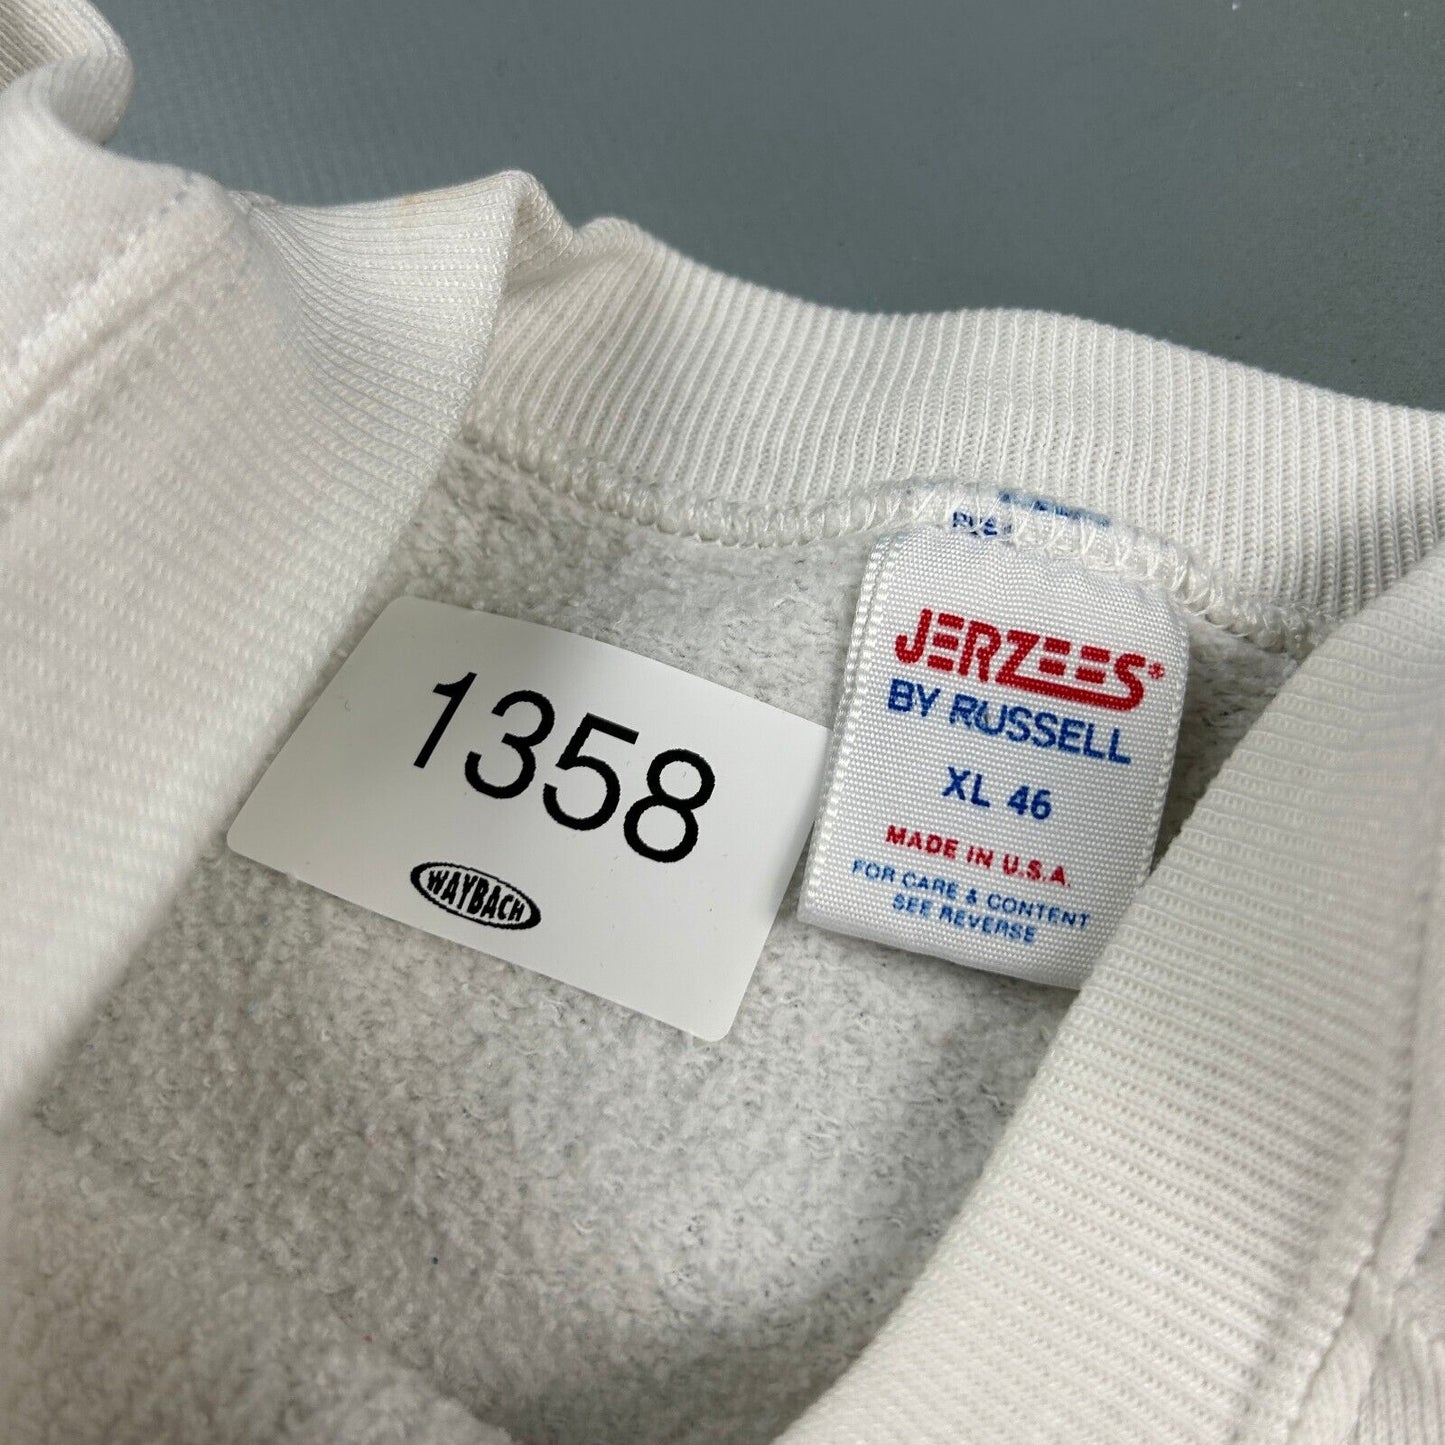 1358
WAYBACH
JERZEES®
BY RUSSELL
XL 46
MADE IN U.S.A.
FOR CARE & CONTENT
SEE REVERSE